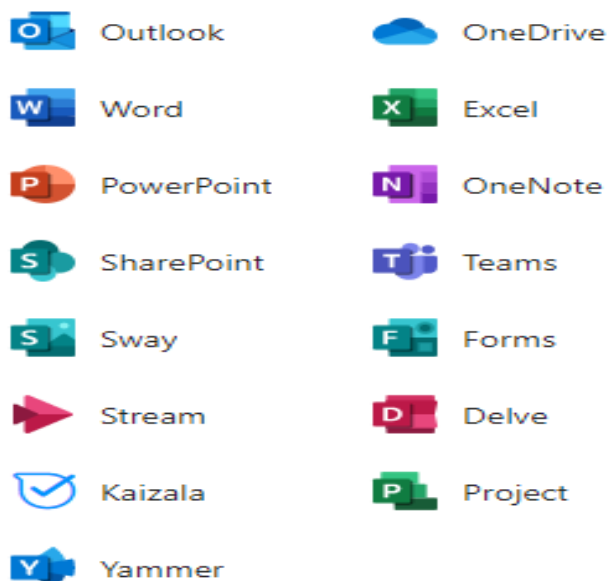 Outlook OneDrive
Word Excel
PowerPoint OneNote
SharePoint Teams
Sway Forms
Stream Delve
Kaizala Project
Yammer